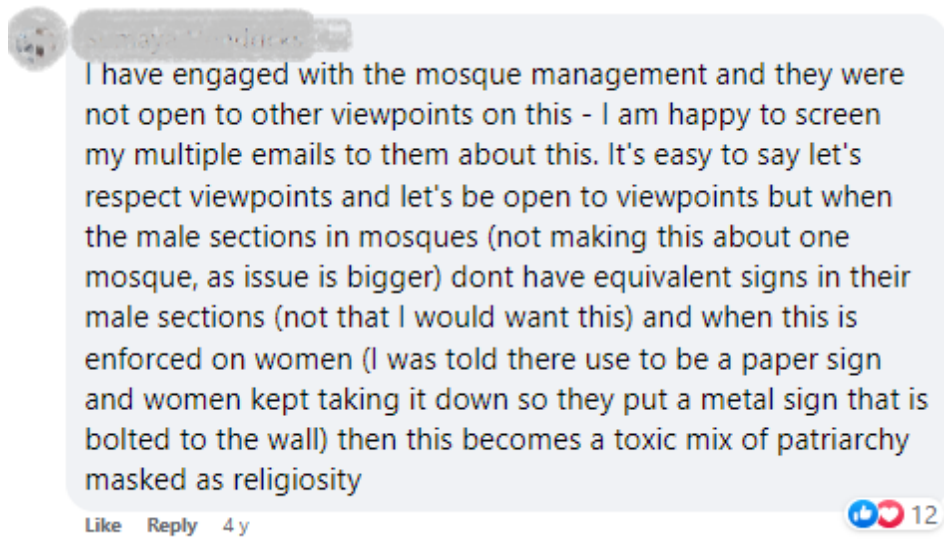 I have engaged with the mosque management and they were
not open to other viewpoints on this - I am happy to screen
my multiple emails to them about this. It's easy to say let's
respect viewpoints and let's be open to viewpoints but when
the male sections in mosques (not making this about one
mosque, as issue is bigger) dont have equivalent signs in their
male sections (not that I would want this) and when this is
enforced on women (I was told there use to be a paper sign
and women kept taking it down so they put a metal sign that is
bolted to the wall) then this becomes a toxic mix of patriarchy
masked as religiosity
Like Reply 4 y 12